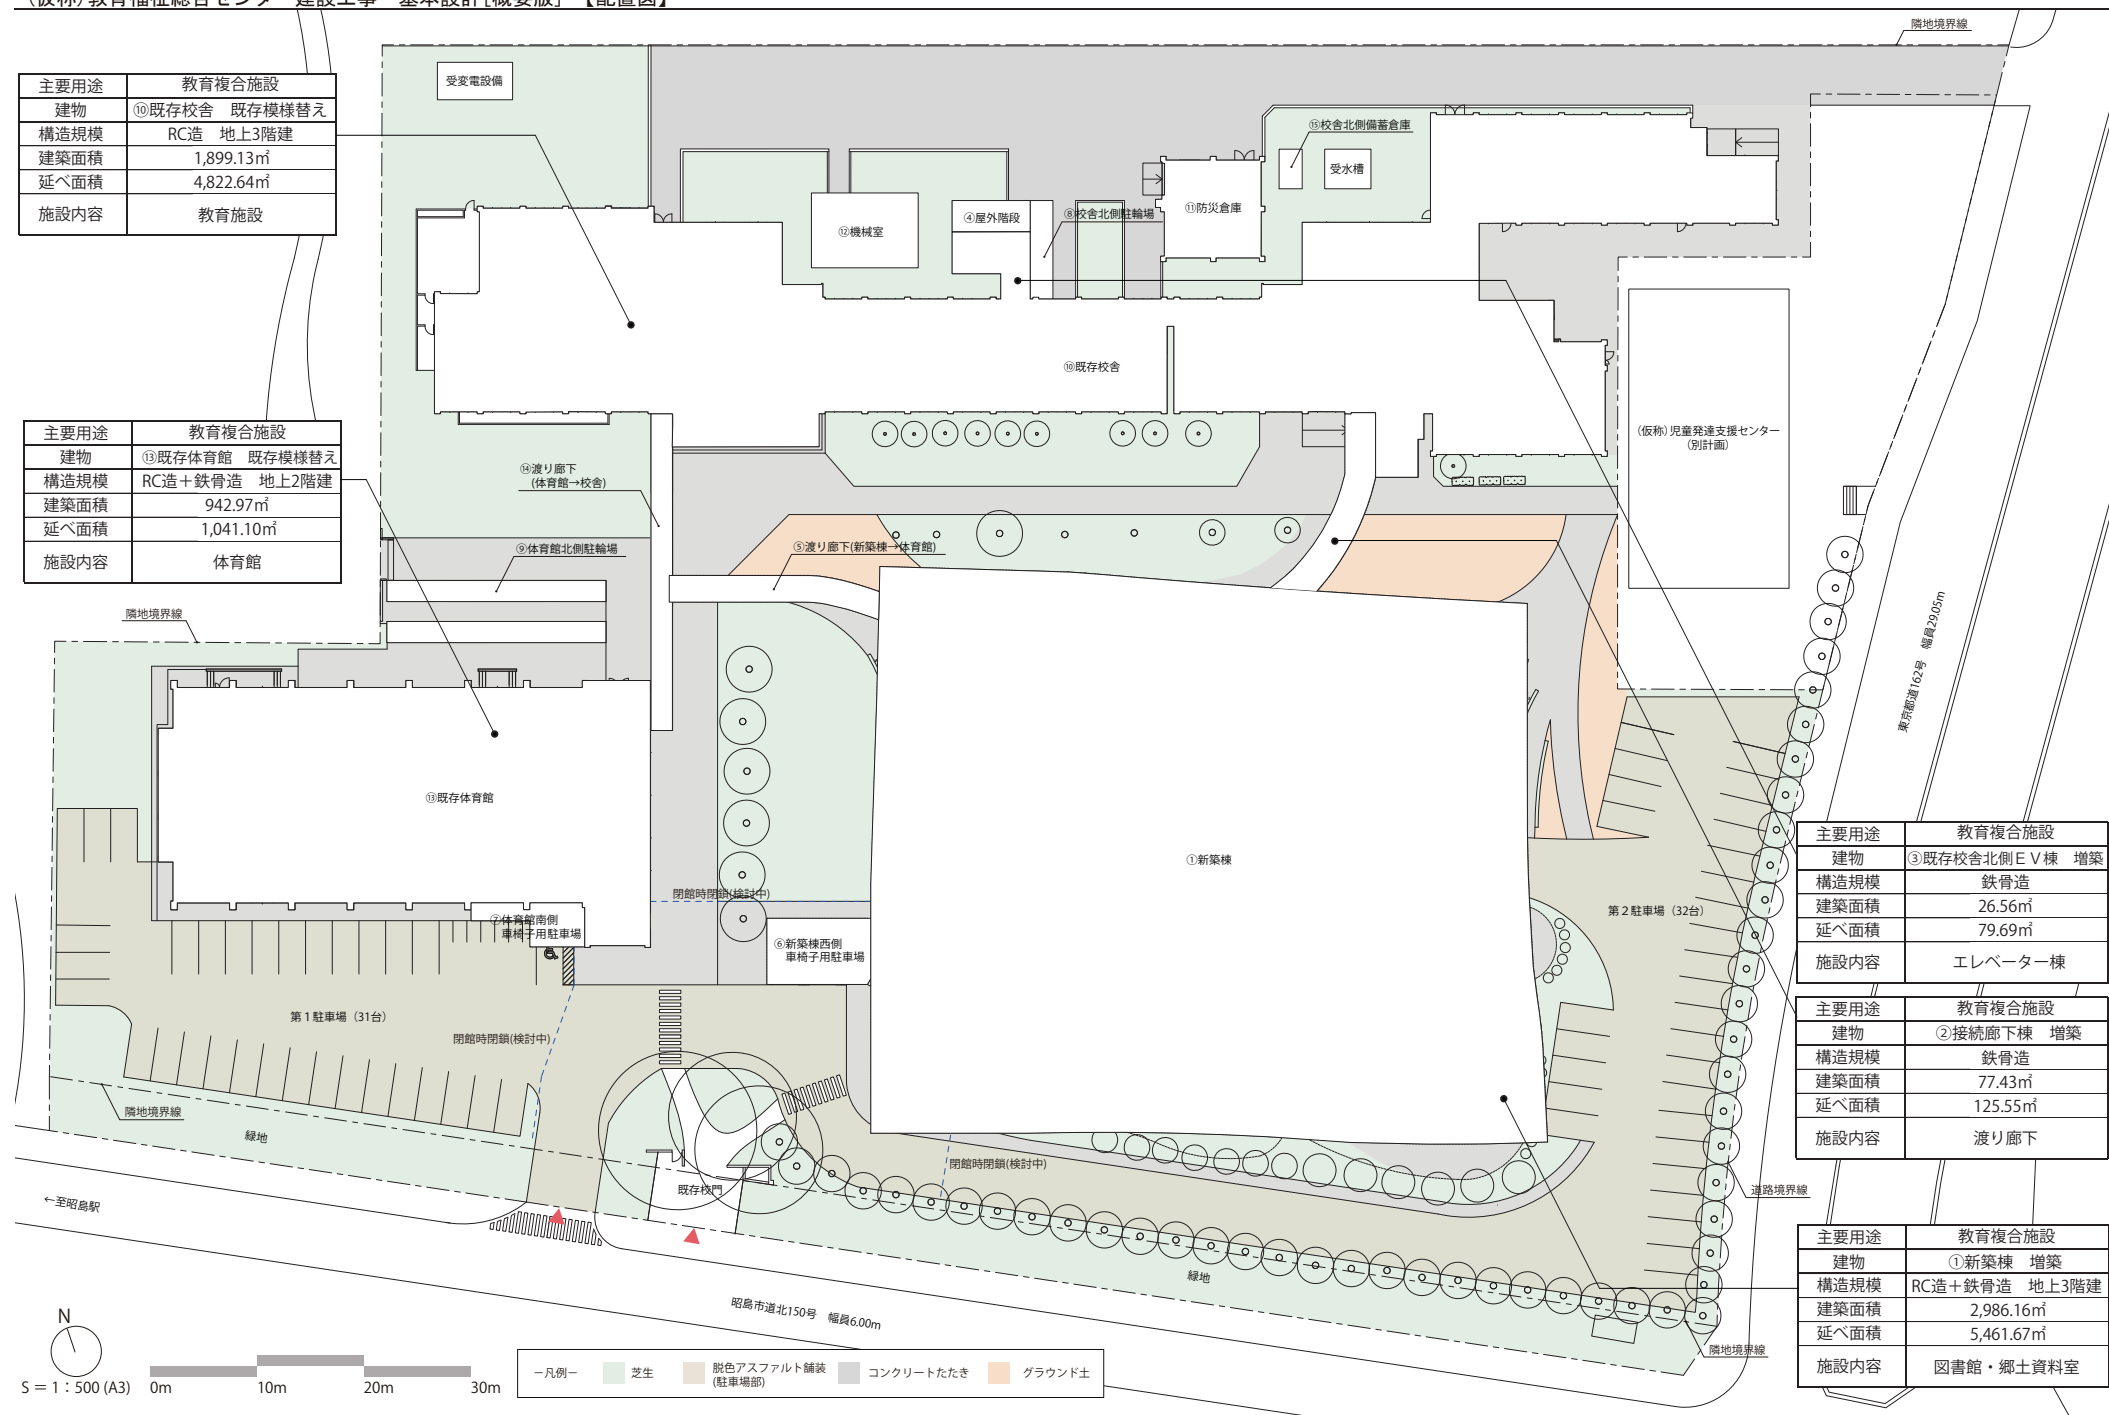 (仮称)教育福祉総合センター 建設工事 基本設計[概要版] 【配置図】
隣地境界線
主要用途 教育複合施設
建物 ⑩既存校舎 既存模様替え
構造規模 RC造 地上3階建
建築面積 1,899.13㎡
延べ面積 4,822.64㎡
施設内容 教育施設
受変電設備
⑮校舎北側備蓄倉庫
受水槽
⑫機械室
④屋外階段
⑧校舎北側駐輪場
⑪防災倉庫
⑩既存校舎
(仮称)児童発達支援センター
(別計画)
主要用途 教育複合施設
建物 ⑬既存体育館 既存模様替え
構造規模 RC造+鉄骨造 地上2階建
建築面積 942.97㎡
延べ面積 1,041.10㎡
施設内容 体育館
⑭渡り廊下
(体育館→校舎)
⑨体育館北側駐輪場
⑤渡り廊下(新築棟→体育館)
隣地境界線
東京都道162号 幅員29.05m
⑬既存体育館
①新築棟
閉館時閉鎖(検討中)
⑦体育館南側
車椅子用駐車場
⑥新築棟西側
車椅子用駐車場
第2駐車場(32台)
主要用途 教育複合施設
建物 ③既存校舎北側EV棟 増築
構造規模 鉄骨造
建築面積 26.56㎡
延べ面積 79.69㎡
施設内容 エレベーター棟
第1駐車場(31台)
閉館時閉鎖(検討中)
主要用途 教育複合施設
建物 ②接続廊下棟 増築
構造規模 鉄骨造
建築面積 77.43㎡
延べ面積 125.55㎡
施設内容 渡り廊下
隣地境界線
緑地
閉館時閉鎖(検討中)
既存校門
道路境界線
←至昭島駅
緑地
昭島市道北150号 幅員6.00m
主要用途 教育複合施設
建物 ①新築棟 増築
構造規模 RC造+鉄骨造 地上3階建
建築面積 2,986.16㎡
延べ面積 5,461.67㎡
施設内容 図書館・郷土資料室
隣地境界線
N
S = 1:500 (A3) 0m 10m 20m 30m
-凡例- 芝生 脱色アスファルト舗装 コンクリートたたき グラウンド土
(駐車場部)